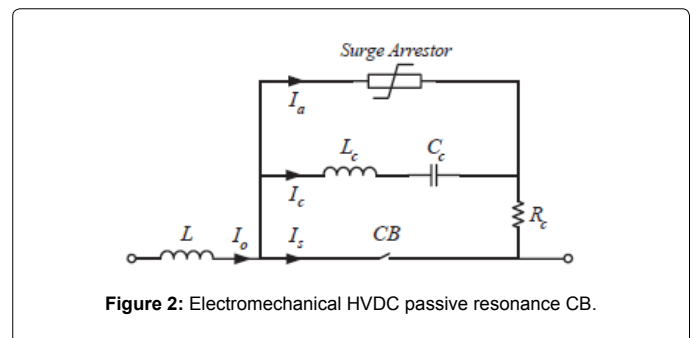 Surge Arrestor
I_a
L_c
C_c
I_c
R_c
L
I_o
I_s
CB
Figure 2: Electromechanical HVDC passive resonance CB.